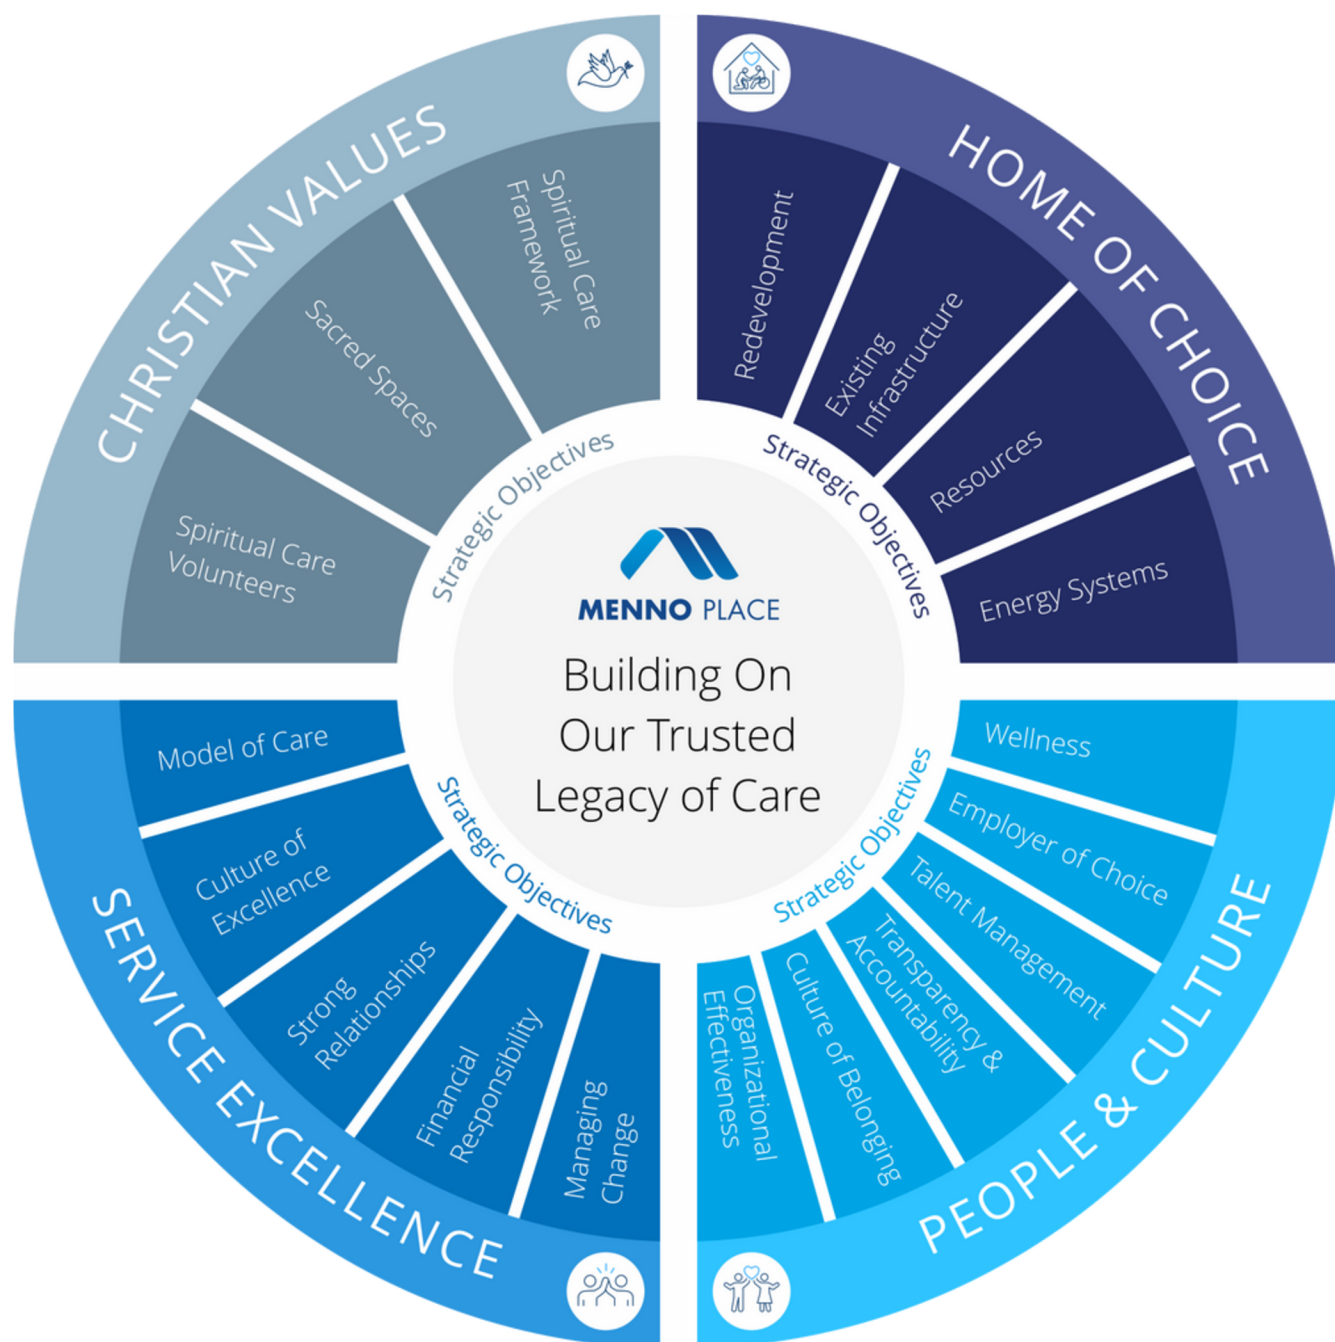 CHRISTIAN VALUES
Spiritual Care
Framework
Sacred Spaces
Spiritual Care
Volunteers
Strategic Objectives
HOME OF CHOICE
Redevelopment
Existing
Infrastructure
Resources
Energy Systems
Strategic Objectives
MENNO PLACE
Building On
Our Trusted
Legacy of Care
SERVICE EXCELLENCE
Model of Care
Culture of
Excellence
Strong
Relationships
Financial
Responsibility
Managing
Change
Strategic Objectives
PEOPLE & CULTURE
Wellness
Employer of Choice
Talent Management
Transparency &
Accountability
Culture of Belonging
Organizational
Effectiveness
Strategic Objectives